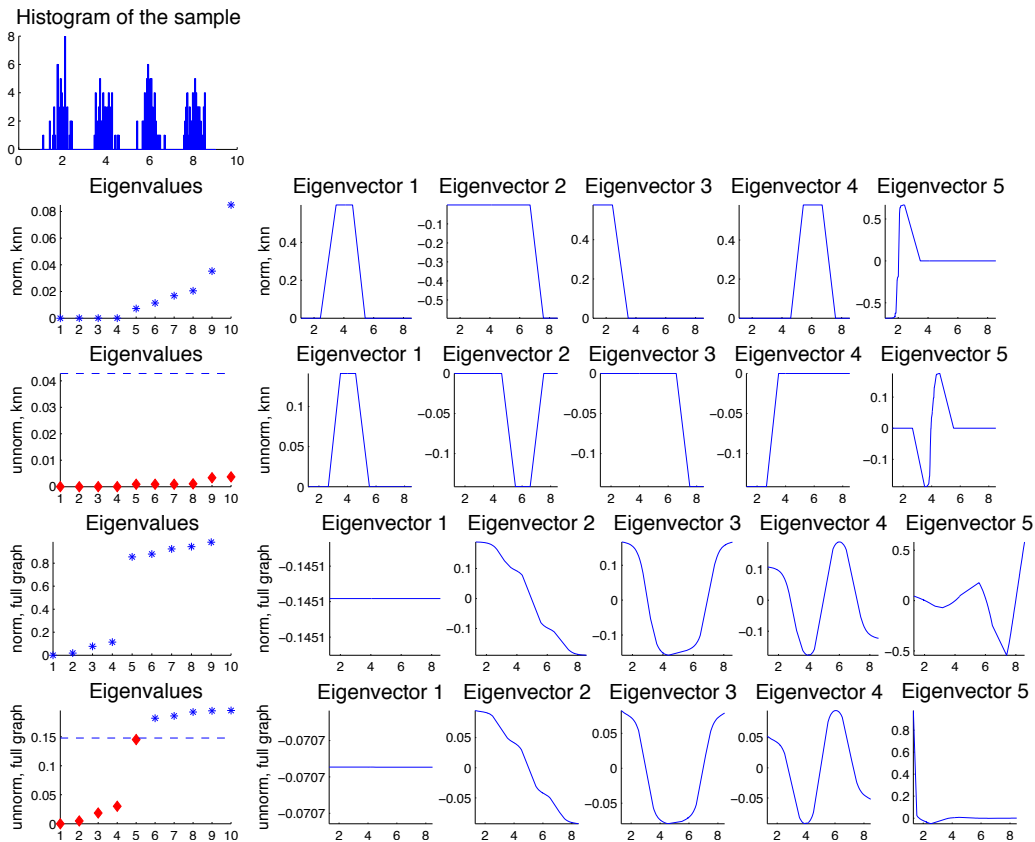 Histogram of the sample
8
6
4
2
0
0 2 4 6 8 10
Eigenvalues Eigenvector 1 Eigenvector 2 Eigenvector 3 Eigenvector 4 Eigenvector 5
norm, knn
0.08
0.06
0.04
0.02
0
1 2 3 4 5 6 7 8 9 10
norm, knn
0.4
0.2
0
2 4 6 8
−0.1
−0.2
−0.3
−0.4
−0.5
2 4 6 8
0.4
0.2
0
2 4 6 8
0.4
0.2
0
2 4 6 8
0.5
0
−0.5
2 4 6 8
Eigenvalues Eigenvector 1 Eigenvector 2 Eigenvector 3 Eigenvector 4 Eigenvector 5
unnorm, knn
0.04
0.03
0.02
0.01
0
1 2 3 4 5 6 7 8 9 10
unnorm, knn
0.1
0.05
0
2 4 6 8
−0.05
−0.1
2 4 6 8
−0.05
−0.1
2 4 6 8
0
−0.05
−0.1
2 4 6 8
0.1
0
−0.1
2 4 6 8
Eigenvalues Eigenvector 1 Eigenvector 2 Eigenvector 3 Eigenvector 4 Eigenvector 5
norm, full graph
0.8
0.6
0.4
0.2
0
1 2 3 4 5 6 7 8 9 10
norm, full graph
−0.1451
−0.1451
−0.1451
2 4 6 8
0.1
0
−0.1
2 4 6 8
0.1
0
−0.1
2 4 6 8
0.1
0
−0.1
2 4 6 8
0.5
0
−0.5
2 4 6 8
Eigenvalues Eigenvector 1 Eigenvector 2 Eigenvector 3 Eigenvector 4 Eigenvector 5
unnorm, full graph
0.15
0.1
0.05
0
1 2 3 4 5 6 7 8 9 10
unnorm, full graph
−0.0707
−0.0707
−0.0707
2 4 6 8
0.05
0
−0.05
2 4 6 8
0.05
0
−0.05
2 4 6 8
0.05
0
−0.05
2 4 6 8
0.8
0.6
0.4
0.2
0
2 4 6 8